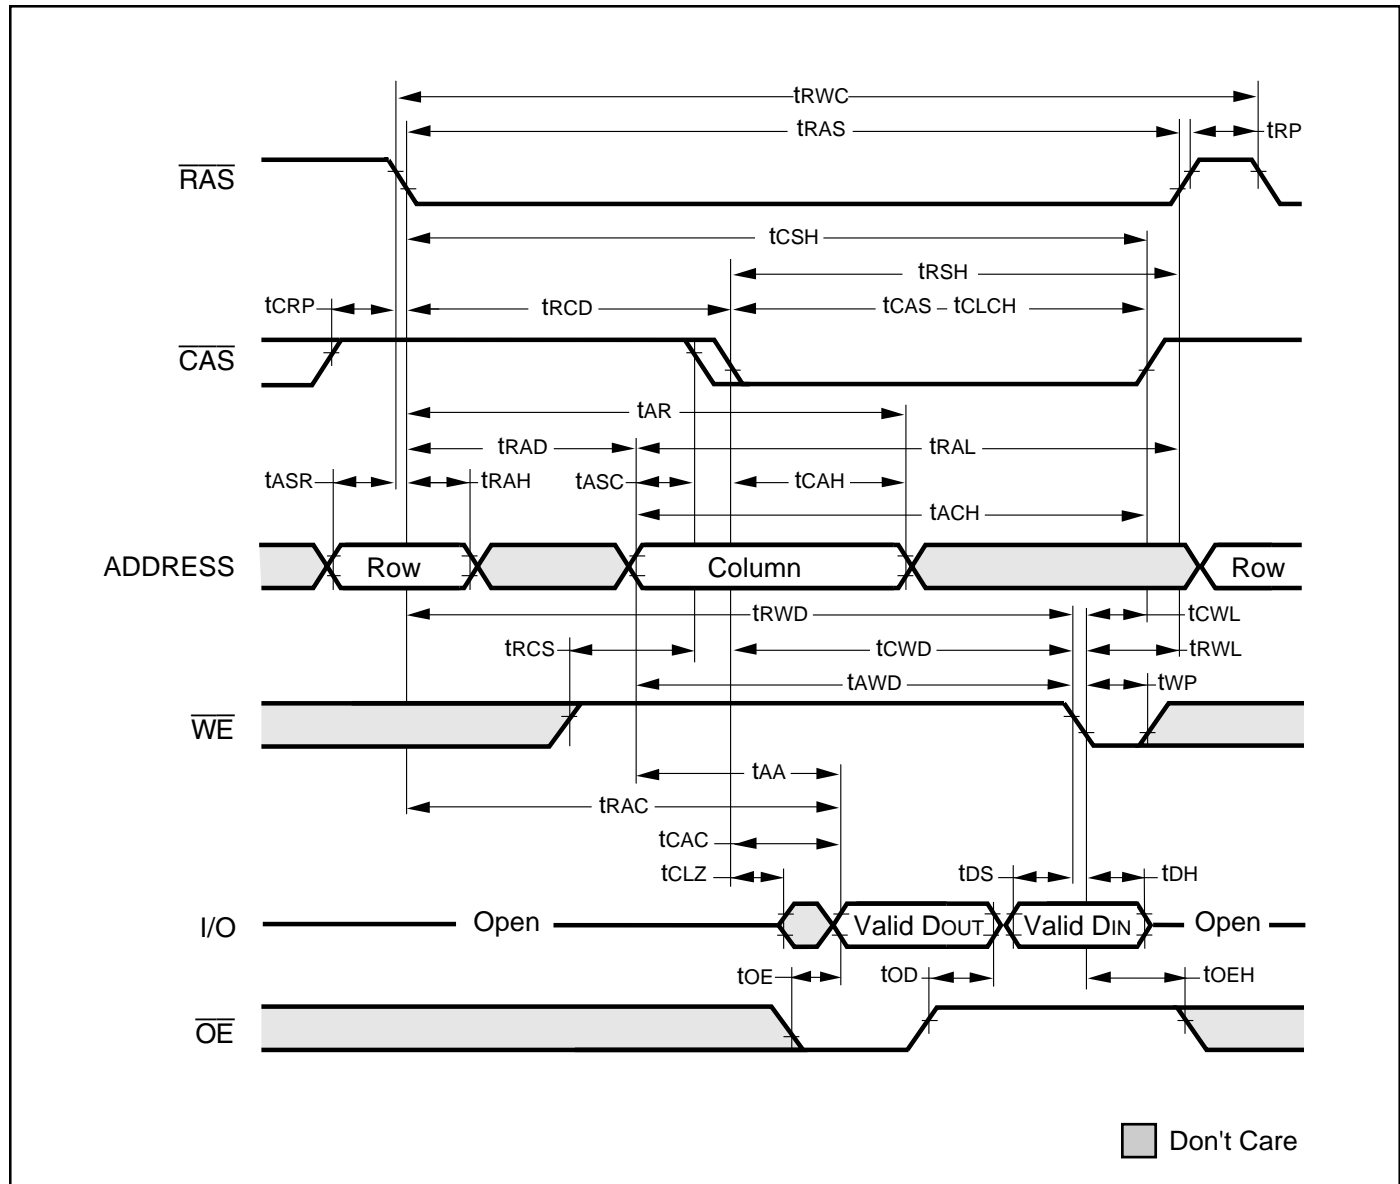 tRWC
tRAS
tRP
RAS
tCSH
tRSH
tCRP
tRCD
tCAS
tCLCH
CAS
tAR
tRAD
tRAL
tASR
tRAH
tASC
tCAH
tACH
ADDRESS
Row
Column
Row
tRWD
tCWL
tRCS
tCWD
tRWL
tAWD
tWP
WE
tAA
tRAC
tCAC
tCLZ
tDS
tDH
I/O
Open
Valid DOUT
Valid DIN
Open
tOE
tOD
tOEH
OE
Don't Care